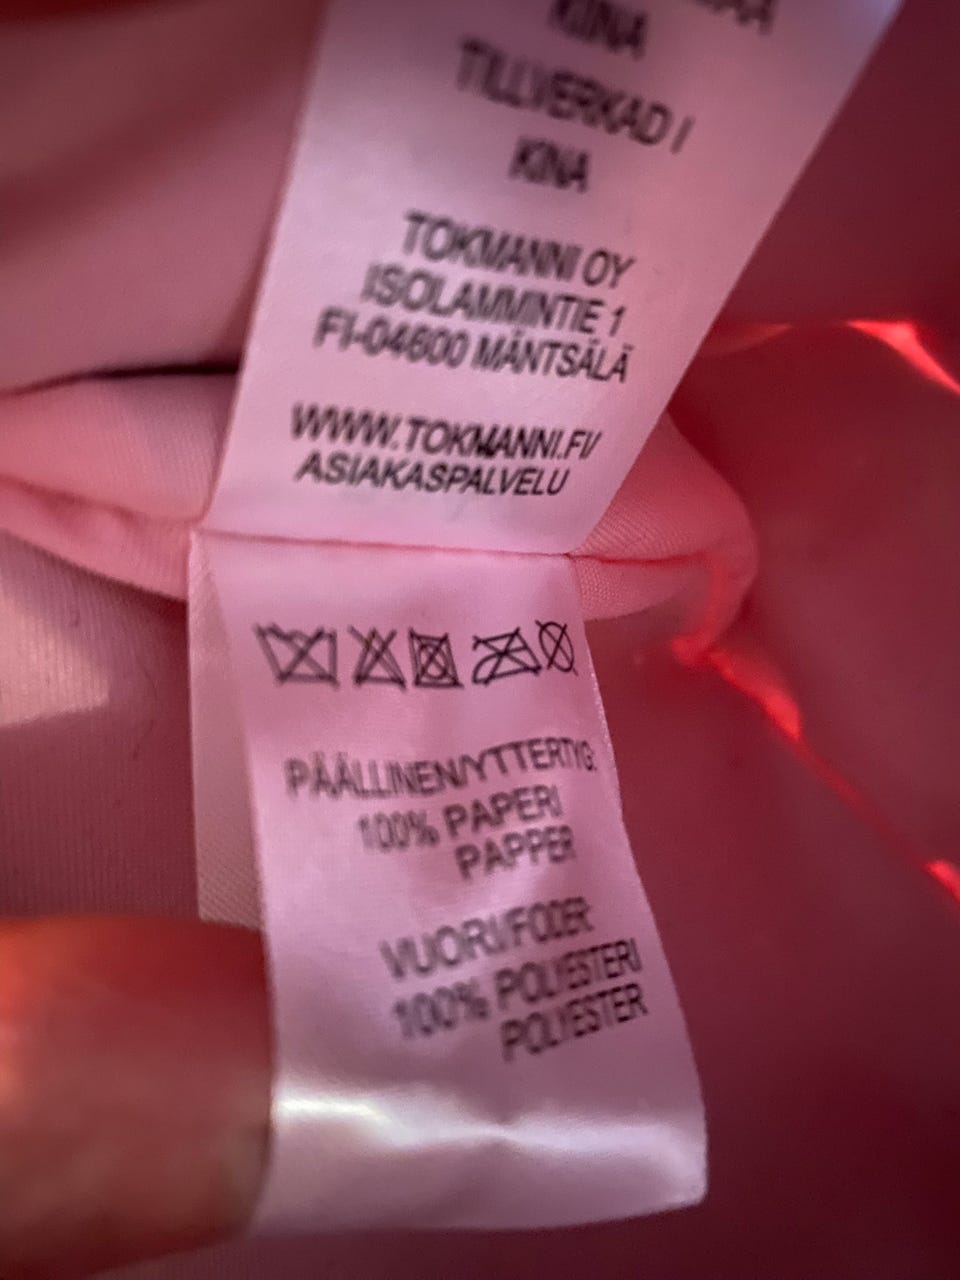 KIINA
TILLVERKAD I
KINA
TOKMANNI OY
ISOLAMMINTIE 1
FI-04600 MÄNTSÄLÄ
WWW.TOKMANNI.FI/
ASIAKASPALVELU
PÄÄLLINEN/YTTERTYG:
100% PAPERI
PAPPER
VUORI/FODER
100% POLYESTERI
POLYESTER